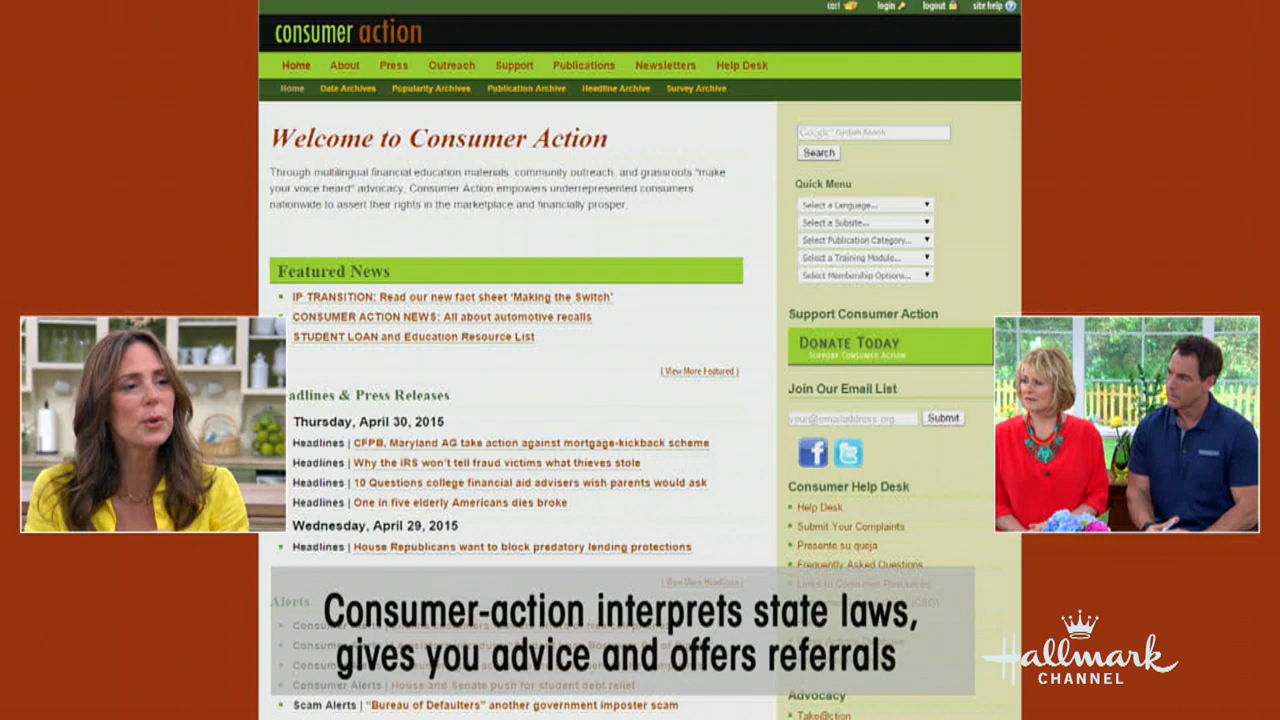 cart login logout site help
consumer action
Home About Press Outreach Support Publications Newsletters Help Desk
Home Date Archives Popularity Archives Publication Archive Headline Archive Survey Archive
Welcome to Consumer Action
Through multilingual financial education materials, community outreach, and grassroots "make
your voice heard" advocacy, Consumer Action empowers underrepresented consumers
nationwide to assert their rights in the marketplace and financially prosper.
Featured News
IP TRANSITION: Read our new fact sheet 'Making the Switch'
CONSUMER ACTION NEWS: All about automotive recalls
STUDENT LOAN and Education Resource List
( View More Featured )
adlines & Press Releases
Thursday, April 30, 2015
Headlines | CFPB, Maryland AG take action against mortgage-kickback scheme
Headlines | Why the IRS won't tell fraud victims what thieves stole
Headlines | 10 Questions college financial aid advisers wish parents would ask
Headlines | One in five elderly Americans dies broke
Wednesday, April 29, 2015
Headlines | House Republicans want to block predatory lending protections
( View More Headlines )
Alerts
Consumer-action interprets state laws,
gives you advice and offers referrals
Consumer Alerts | House and Senate push for student debt relief
Scam Alerts | "Bureau of Defaulters" another government imposter scam
Search
Quick Menu
Select a Language...
Select a Subsite...
Select Publication Category...
Select a Training Module...
Select Membership Options...
Support Consumer Action
DONATE TODAY
SUPPORT CONSUMER ACTION
Join Our Email List
your@emailaddress.org Submit
Consumer Help Desk
Help Desk
Submit Your Complaints
Presente su queja
Frequently Asked Questions
Links to Consumer Resources
Advocacy
Take@ction
Hallmark
CHANNEL